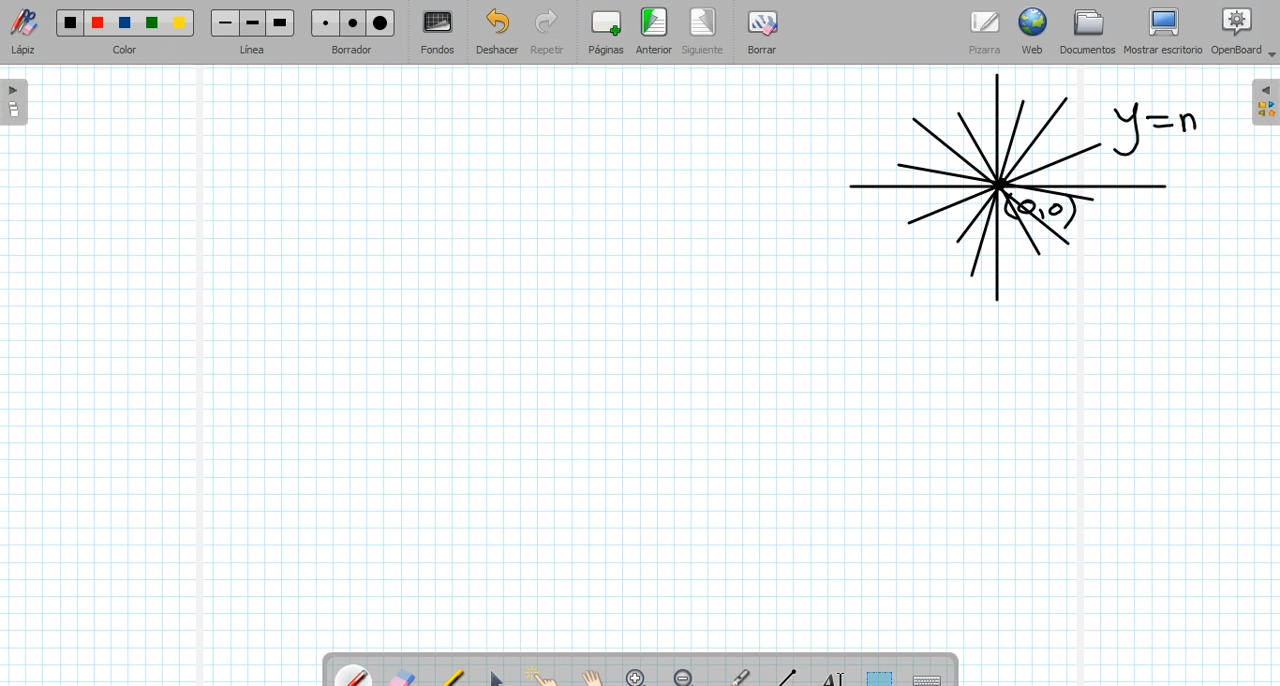 Lápiz Color Línea Borrador Fondos Deshacer Repetir Páginas Anterior Siguiente Borrar Pizarra Web Documentos Mostrar escritorio OpenBoard
y=n
(0,0)